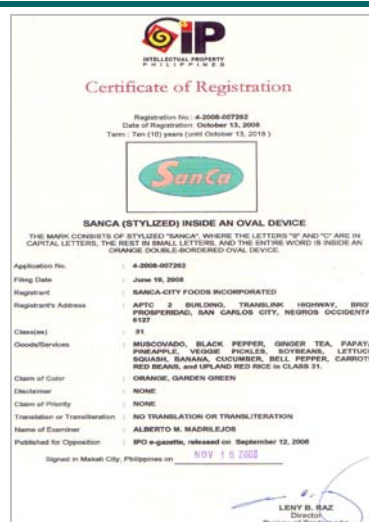 iP
INTELLECTUAL PROPERTY
PHILIPPINES
Certificate of Registration
Registration No.: 4-2008-007262
Date of Registration: October 13, 2008
Term : Ten (10) years (until October 13, 2018 )
SanCa
SANCA (STYLIZED) INSIDE AN OVAL DEVICE
THE MARK CONSISTS OF STYLIZED "SANCA", WHERE THE LETTERS "S" AND "C" ARE IN
CAPITAL LETTERS, THE REST IN SMALL LETTERS, AND THE ENTIRE WORD IS INSIDE AN
ORANGE DOUBLE-BORDERED OVAL DEVICE.
Application No. : 4-2008-007262
Filing Date : June 19, 2008
Registrant : SANCA-CITY FOODS INCORPORATED
Registrant's Address : APTC 2 BUILDING, TRANSLINK HIGHWAY, BRGY
PROSPERIDAD, SAN CARLOS CITY, NEGROS OCCIDENTA
6127
Class(es) : 31
Goods/Services : MUSCOVADO, BLACK PEPPER, GINGER TEA, PAPAYA
PINEAPPLE, VEGGIE PICKLES, SOYBEANS, LETTUC
SQUASH, BANANA, CUCUMBER, BELL PEPPER, CARROT
RED BEANS, and UPLAND RED RICE in CLASS 31.
Claim of Color : ORANGE, GARDEN GREEN
Disclaimer : NONE
Claim of Priority : NONE
Translation or Transliteration : NO TRANSLATION OR TRANSLITERATION
Name of Examiner : ALBERTO M. MADRILEJOS
Published for Opposition : IPO e-gazette, released on September 12, 2008
Signed in Makati City, Philippines on NOV 16 2008
LENY B. RAZ
Director